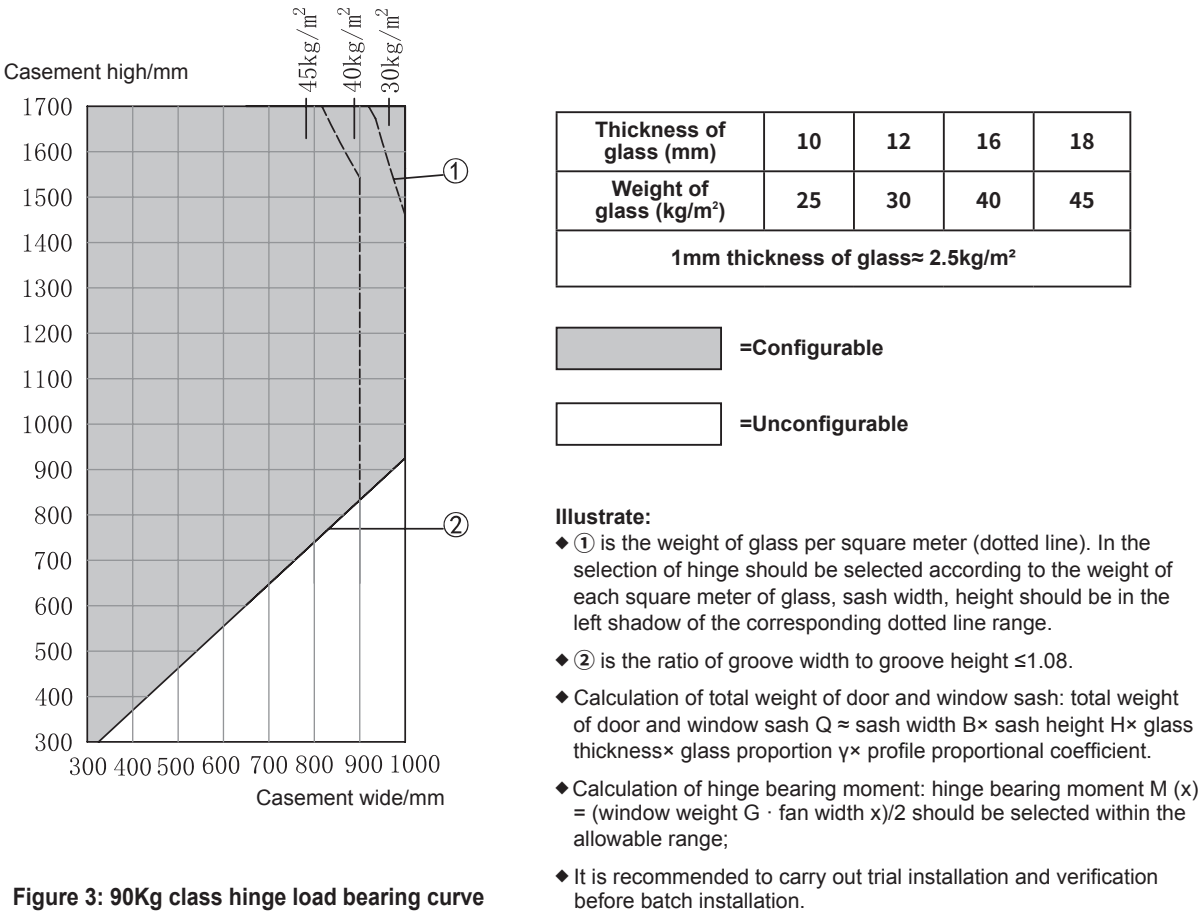 45kg/m²
40kg/m²
30kg/m²
Casement high/mm
1700
1600
1500
1400
1300
1200
1100
1000
900
800
700
600
500
400
300
①
②
300 400 500 600 700 800 900 1000
Casement wide/mm
Figure 3: 90Kg class hinge load bearing curve
Thickness of
glass (mm) 10 12 16 18
Weight of
glass (kg/m²) 25 30 40 45
1mm thickness of glass≈ 2.5kg/m²
=Configurable
=Unconfigurable
Illustrate:
◆ ① is the weight of glass per square meter (dotted line). In the
selection of hinge should be selected according to the weight of
each square meter of glass, sash width, height should be in the
left shadow of the corresponding dotted line range.
◆ ② is the ratio of groove width to groove height ≤1.08.
◆ Calculation of total weight of door and window sash: total weight
of door and window sash Q ≈ sash width B× sash height H× glass
thickness× glass proportion γ× profile proportional coefficient.
◆ Calculation of hinge bearing moment: hinge bearing moment M (x)
= (window weight G · fan width x)/2 should be selected within the
allowable range;
◆ It is recommended to carry out trial installation and verification
before batch installation.